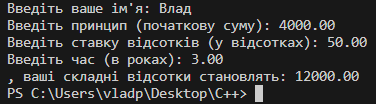 Введіть ваше ім'я: Влад
Введіть принцип (початкову суму): 4000.00
Введіть ставку відсотків (у відсотках): 50.00
Введіть час (в роках): 3.00
, ваші складні відсотки становлять: 12000.00
PS C:\Users\vladp\Desktop\C++>